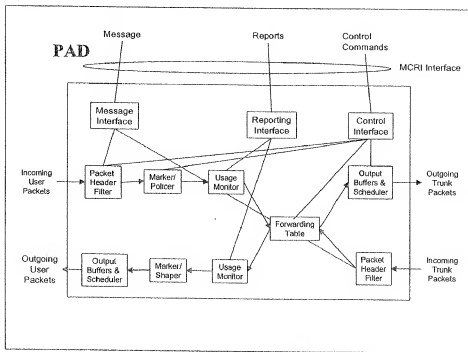 Message
Reports
Control
Commands
PAD
MCRI Interface
Message
Interface
Reporting
Interface
Control
Interface
Incoming
User
Packets
Packet
Header
Filter
Marker/
Policer
Usage
Monitor
Output
Buffers &
Scheduler
Outgoing
Trunk
Packets
Forwarding
Table
Outgoing
User
Packets
Output
Buffers &
Scheduler
Marker/
Shaper
Usage
Monitor
Packet
Header
Filter
Incoming
Trunk
Packets